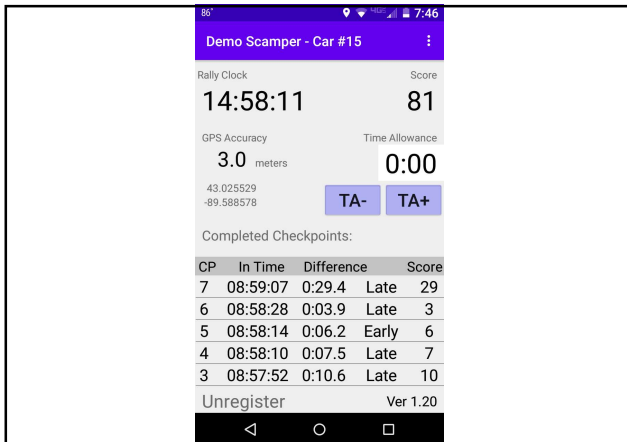 86° 4G 7:46
Demo Scamper - Car #15
Rally Clock Score
14:58:11 81
GPS Accuracy Time Allowance
3.0 meters 0:00
43.025529
-89.588578 TA- TA+
Completed Checkpoints:
CP In Time Difference Score
7 08:59:07 0:29.4 Late 29
6 08:58:28 0:03.9 Late 3
5 08:58:14 0:06.2 Early 6
4 08:58:10 0:07.5 Late 7
3 08:57:52 0:10.6 Late 10
Unregister Ver 1.20